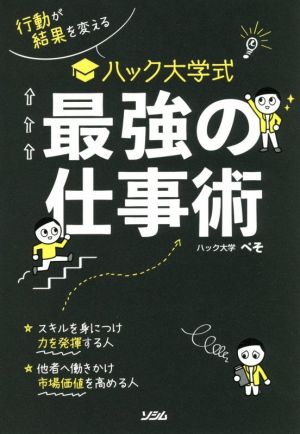 行動が
結果を変える
ハック大学式
最強の
仕事術
ハック大学 ぺそ
☆ スキルを身につけ
力を発揮する人
☆ 他者へ働きかけ
市場価値を高める人
ソシム